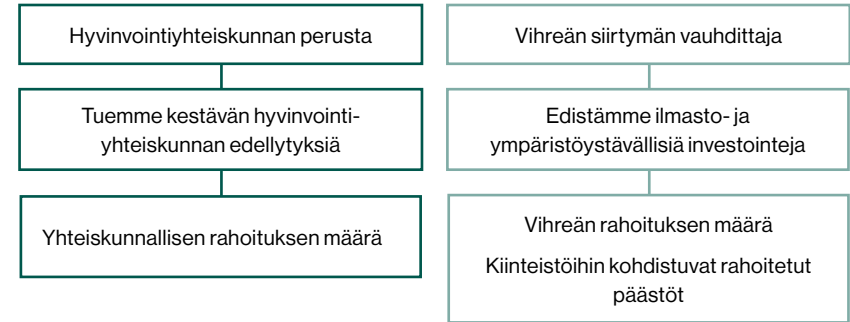 Hyvinvointiyhteiskunnan perusta
Tuemme kestävän hyvinvointi-
yhteiskunnan edellytyksiä
Yhteiskunnallisen rahoituksen määrä
Vihreän siirtymän vauhdittaja
Edistämme ilmasto- ja
ympäristöystävällisiä investointeja
Vihreän rahoituksen määrä
Kiinteistöihin kohdistuvat rahoitetut
päästöt